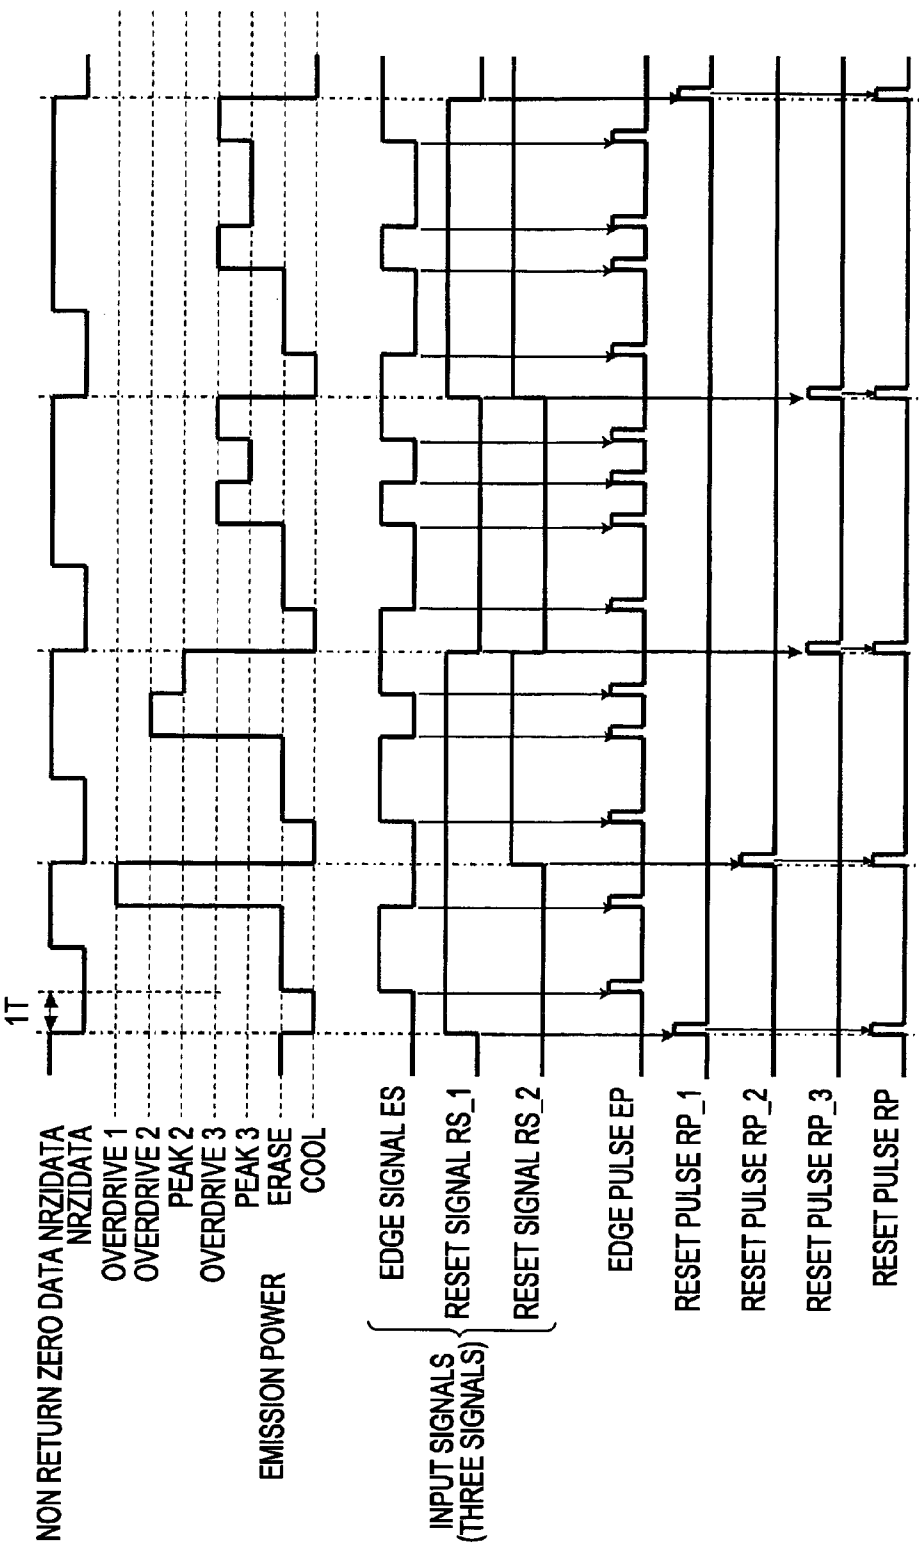 1T
NON RETURN ZERO DATA NRZIDATA
NRZIDATA
OVERDRIVE 1
OVERDRIVE 2
PEAK 2
OVERDRIVE 3
PEAK 3
ERASE
COOL
EMISSION POWER
EDGE SIGNAL ES
RESET SIGNAL RS_1
RESET SIGNAL RS_2
INPUT SIGNALS
(THREE SIGNALS)
EDGE PULSE EP
RESET PULSE RP_1
RESET PULSE RP_2
RESET PULSE RP_3
RESET PULSE RP